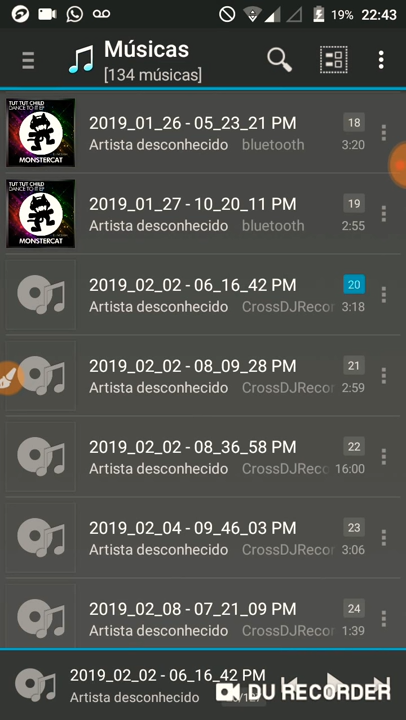 19% 22:43
Músicas
[134 músicas]
TUT TUT CHILD
DANCE TO IT EP
MONSTERCAT
2019_01_26 - 05_23_21 PM 18
Artista desconhecido bluetooth 3:20
TUT TUT CHILD
DANCE TO IT EP
MONSTERCAT
2019_01_27 - 10_20_11 PM 19
Artista desconhecido bluetooth 2:55
2019_02_02 - 06_16_42 PM 20
Artista desconhecido CrossDJRecor 3:18
2019_02_02 - 08_09_28 PM 21
Artista desconhecido CrossDJRecor 2:59
2019_02_02 - 08_36_58 PM 22
Artista desconhecido CrossDJRecc 16:00
2019_02_04 - 09_46_03 PM 23
Artista desconhecido CrossDJRecor 3:06
2019_02_08 - 07_21_09 PM 24
Artista desconhecido CrossDJRecor 1:39
2019_02_02 - 06_16_42 PM
Artista desconhecido
DU RECORDER